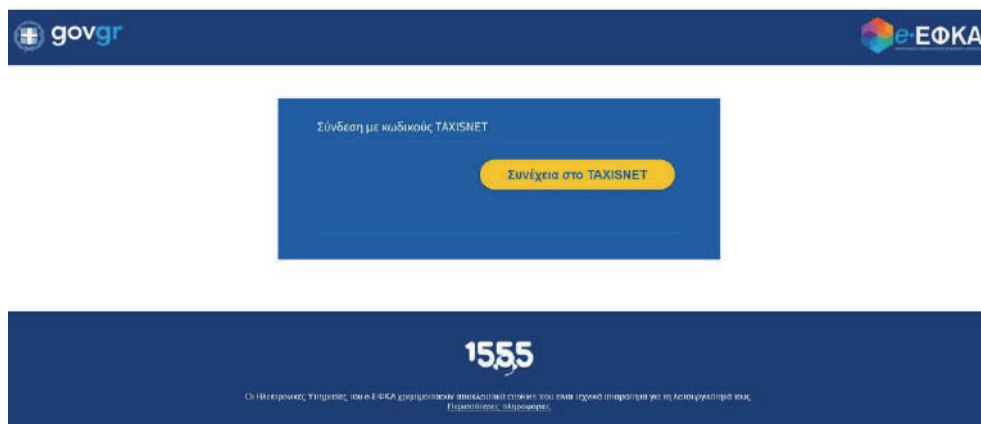 govgr
e-ΕΦΚΑ
Σύνδεση με κωδικούς TAXISNET
Συνέχεια στο TAXISNET
1555
Οι Ηλεκτρονικές Υπηρεσίες του e-ΕΦΚΑ χρησιμοποιούν αποκλειστικά cookies που είναι τεχνικά απαραίτητα για τη λειτουργικότητά τους
Περισσότερες πληροφορίες